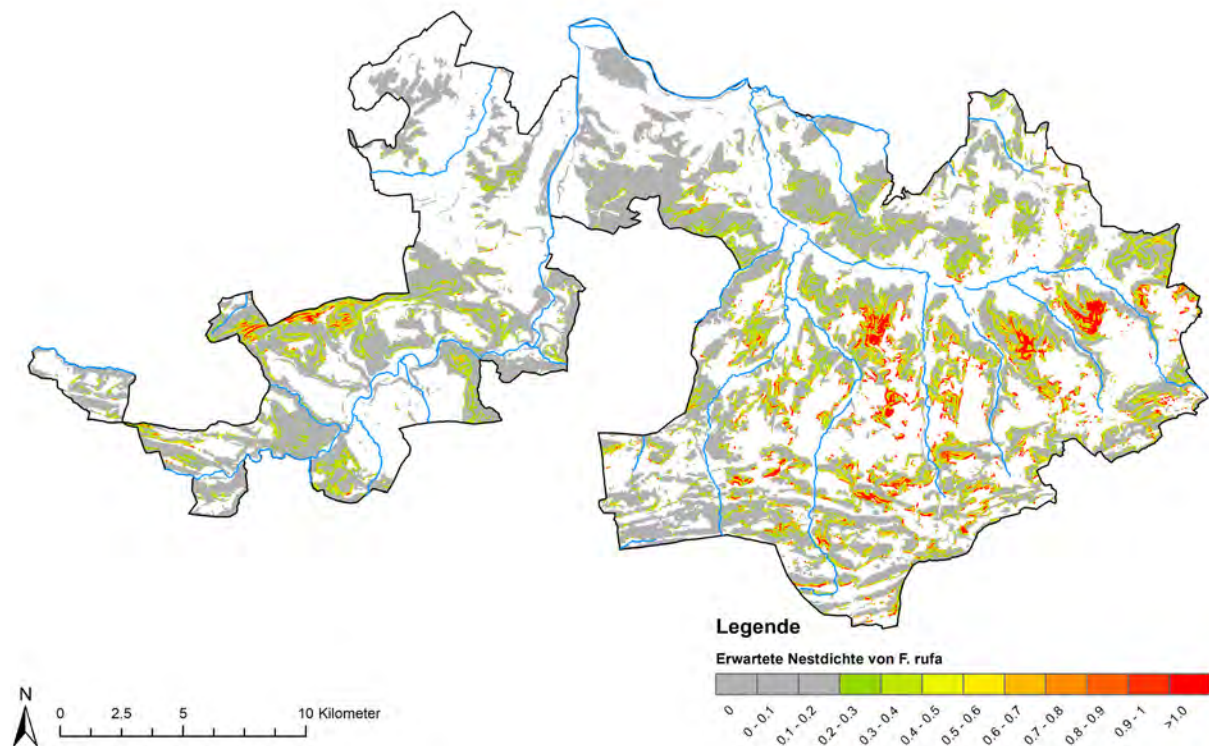 Legende
Erwartete Nestdichte von F. rufa
0
0 - 0.1
0.1 - 0.2
0.2 - 0.3
0.3 - 0.4
0.4 - 0.5
0.5 - 0.6
0.6 - 0.7
0.7 - 0.8
0.8 - 0.9
0.9 - 1
>1.0
N
0 2.5 5 10 Kilometer